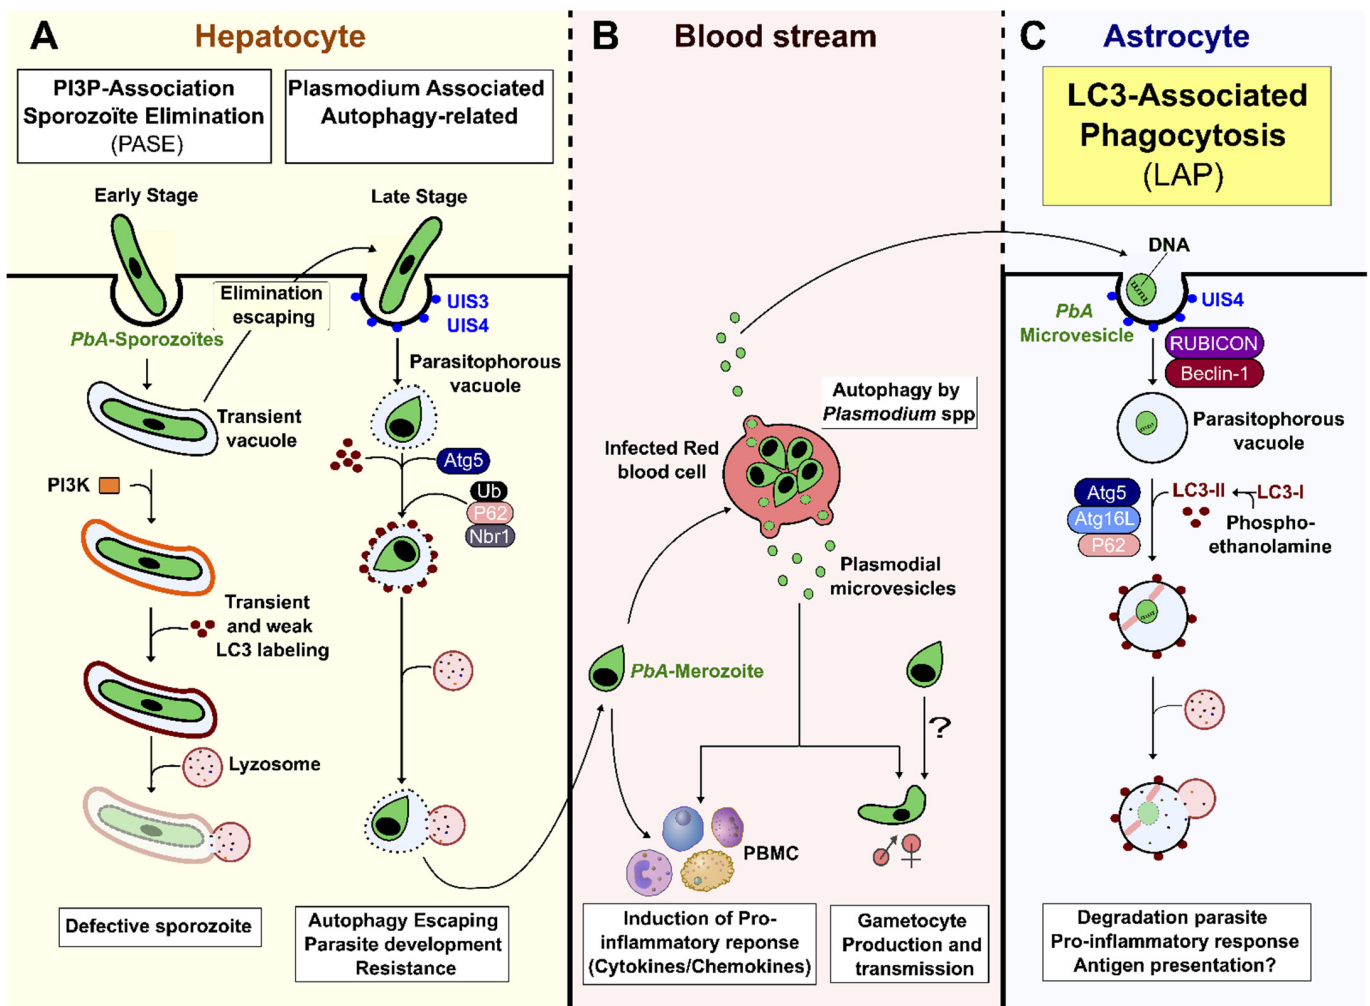 A
Hepatocyte
PI3P-Association
Sporozoïte Elimination
(PASE)
Plasmodium Associated
Autophagy-related
Early Stage
Late Stage
Elimination
escaping
UIS3
UIS4
PbA-Sporozoïtes
Parasitophorous
vacuole
Transient
vacuole
Atg5
PI3K
Ub
P62
Nbr1
Transient
and weak
LC3 labeling
Lyzosome
Defective sporozoite
Autophagy Escaping
Parasite development
Resistance
B
Blood stream
Autophagy by
Plasmodium spp
Infected Red
blood cell
Plasmodial
microvesicles
PbA-Merozoite
?
PBMC
Induction of Pro-
inflammatory reponse
(Cytokines/Chemokines)
Gametocyte
Production and
transmission
C
Astrocyte
LC3-Associated
Phagocytosis
(LAP)
DNA
UIS4
PbA
Microvesicle
RUBICON
Beclin-1
Parasitophorous
vacuole
Atg5
Atg16L
P62
LC3-II
LC3-I
Phospho-
ethanolamine
Degradation parasite
Pro-inflammatory response
Antigen presentation?